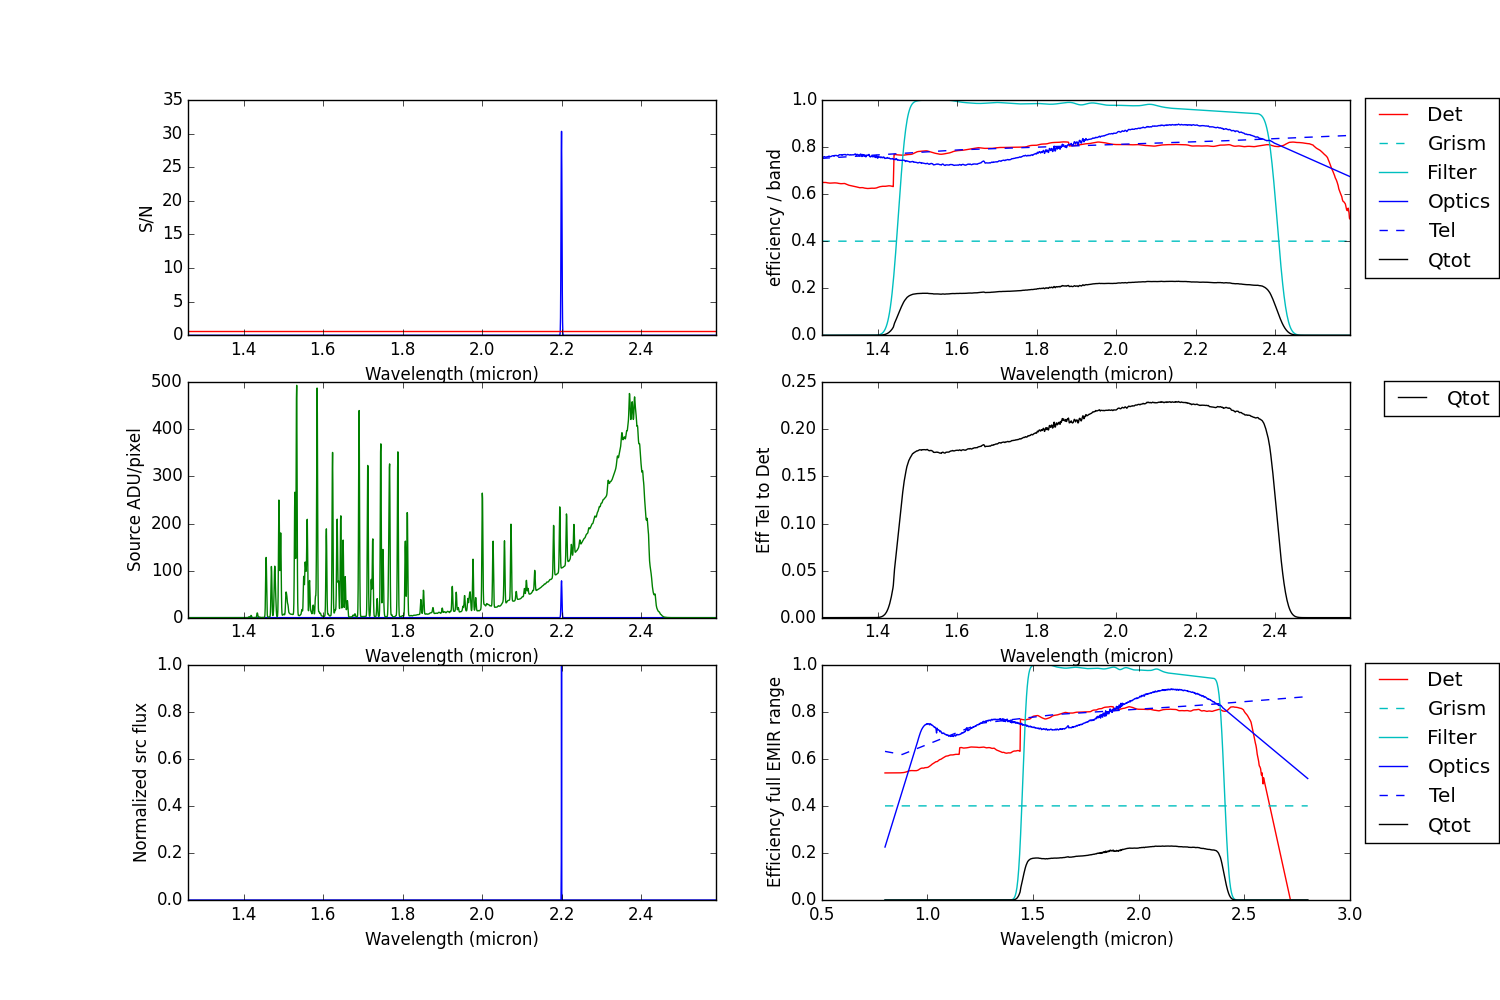 35
30
25
20
15
10
5
0
S/N
1.4 1.6 1.8 2.0 2.2 2.4
Wavelength (micron)
1.0
0.8
0.6
0.4
0.2
0.0
efficiency / band
1.4 1.6 1.8 2.0 2.2 2.4
Wavelength (micron)
Det
Grism
Filter
Optics
Tel
Qtot
500
400
300
200
100
0
Source ADU/pixel
1.4 1.6 1.8 2.0 2.2 2.4
Wavelength (micron)
0.25
0.20
0.15
0.10
0.05
0.00
Eff Tel to Det
1.4 1.6 1.8 2.0 2.2 2.4
Wavelength (micron)
Qtot
1.0
0.8
0.6
0.4
0.2
0.0
Normalized src flux
1.4 1.6 1.8 2.0 2.2 2.4
Wavelength (micron)
1.0
0.8
0.6
0.4
0.2
0.0
Efficiency full EMIR range
0.5 1.0 1.5 2.0 2.5 3.0
Wavelength (micron)
Det
Grism
Filter
Optics
Tel
Qtot